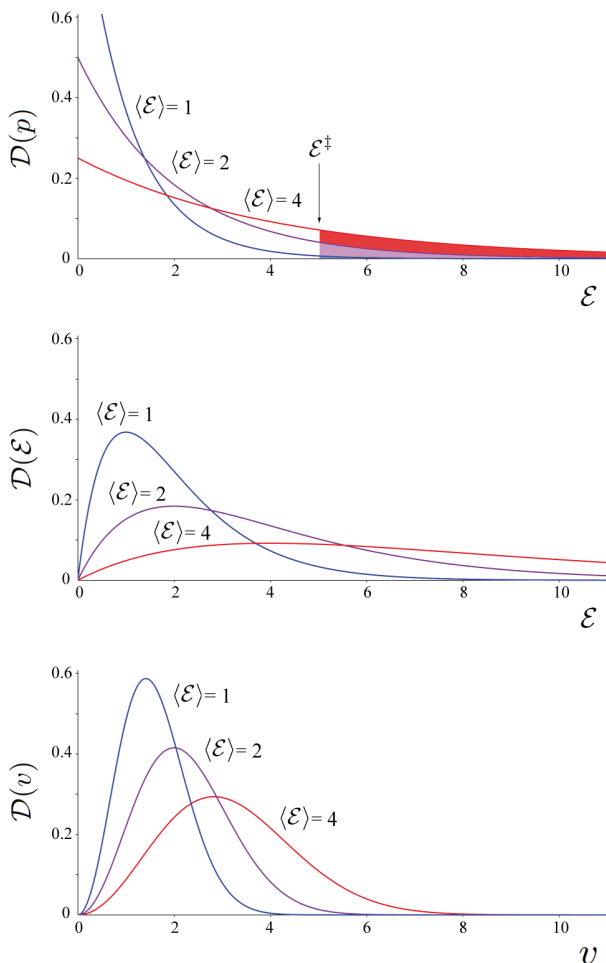 0.6
0.4
0.2
0
𝒟(p)
⟨ℰ⟩= 1
⟨ℰ⟩= 2
⟨ℰ⟩= 4
ℰ‡
0 2 4 6 8 10
ℰ
0.6
0.4
0.2
0
𝒟(ℰ)
⟨ℰ⟩= 1
⟨ℰ⟩= 2
⟨ℰ⟩= 4
0 2 4 6 8 10
ℰ
0.6
0.4
0.2
0
𝒟(v)
⟨ℰ⟩= 1
⟨ℰ⟩= 2
⟨ℰ⟩= 4
0 2 4 6 8 10
v